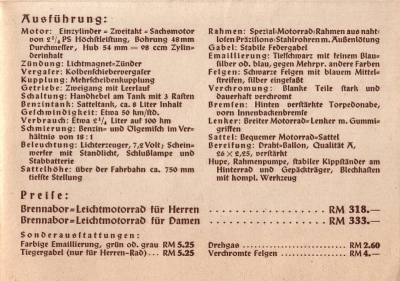 Ausführung:
Motor: Einzylinder=Zweitakt=Sachsmotor
von 2¼ PS Höchstleistung, Bohrung 48 mm
Durchmesser, Hub 54 mm — 98 ccm Zylin=
derinhalt
Zündung: Lichtmagnet=Zünder
Vergaser: Kolbenschiebervergaser
Kupplung: Mehrscheibenkupplung
Getriebe: Zweigang mit Leerlauf
Schaltung: Handhebel am Tank mit 3 Rasten
Benzintank: Satteltank, ca. 8 Liter Inhalt
Geschwindigkeit: Etwa 50 km/std.
Verbrauch: Etwa 2¼ Liter auf 100 km
Schmierung: Benzin= und Ölgemisch im Ver=
hältnis von 18 : 1
Beleuchtung: Lichterzeuger, 7,2 Volt; Schein=
werfer mit Standlicht, Schlußlampe und
Stabbatterie
Sattelhöhe: über der Fahrbahn ca. 750 mm
tiefste Stellung
Rahmen: Spezial=Motorrad=Rahmen aus naht=
losen Präzisions=Stahlrohren m. Außenlötung
Gabel: Stabile Federgabel
Emaillierung: Tiefschwarz mit feinem Blau=
silber od. blau, gegen Mehrpr. andere Farben
Felgen: Schwarze Felgen mit blauem Mittel=
streifen, silber eingefaßt
Verchromung: Blanke Teile stark und
dauerhaft verchromt
Bremsen: Hinten verstärkte Torpedonabe,
vorn Innenbackenbremse
Lenker: Breiter Motorrad=Lenker m. Gummi=
griffen
Sattel: Bequemer Motorrad=Sattel
Bereifung: Draht=Ballon, Qualität A,
26 × 2,25, verstärkt
Hupe, Rahmenpumpe, stabiler Kippständer am
Hinterrad und Gepäckträger, Blechkasten
mit kompl. Werkzeug
Preise:
Brennabor=Leichtmotorrad für Herren RM 318.—
Brennabor=Leichtmotorrad für Damen RM 333.—
Sonderausstattungen:
Farbige Emaillierung, grün od. grau RM 5.25
Tiegergabel (nur für Herren=Rad) ... RM 5.25
Drehgas RM 2.60
Verchromte Felgen RM 4.—